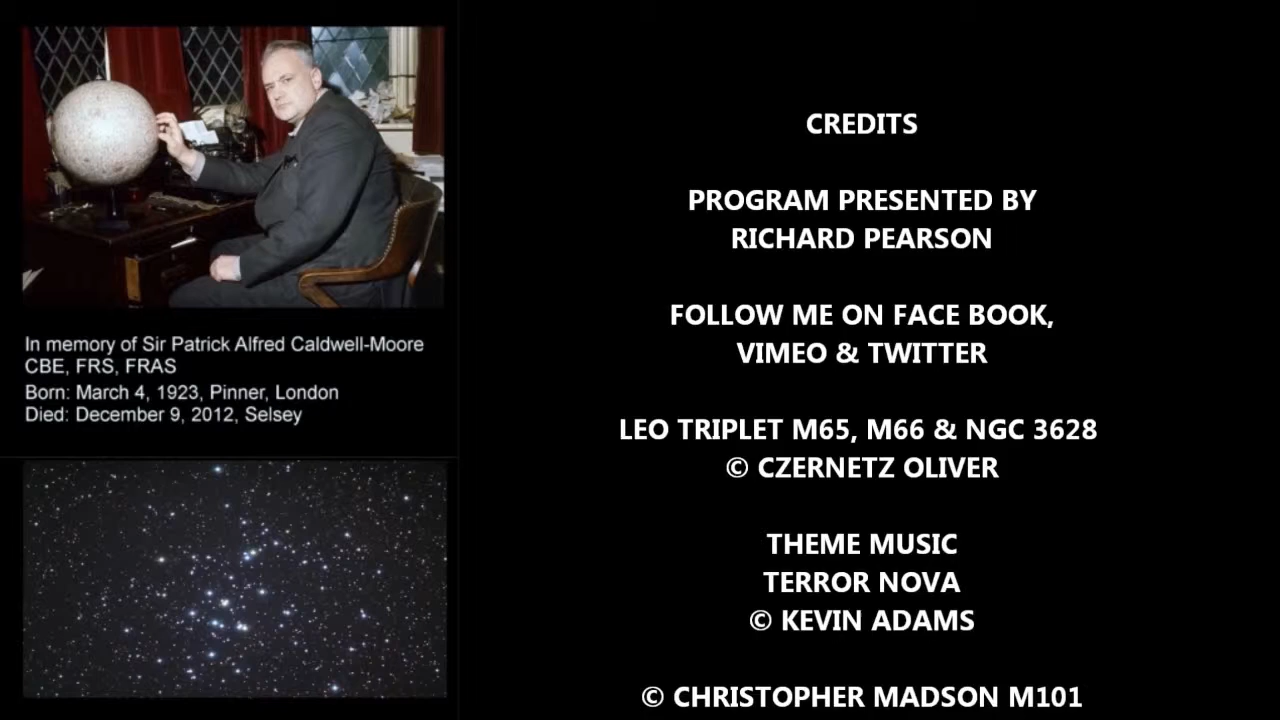 In memory of Sir Patrick Alfred Caldwell-Moore
CBE, FRS, FRAS
Born: March 4, 1923, Pinner, London
Died: December 9, 2012, Selsey
CREDITS
PROGRAM PRESENTED BY
RICHARD PEARSON
FOLLOW ME ON FACE BOOK,
VIMEO & TWITTER
LEO TRIPLET M65, M66 & NGC 3628
© CZERNETZ OLIVER
THEME MUSIC
TERROR NOVA
© KEVIN ADAMS
© CHRISTOPHER MADSON M101